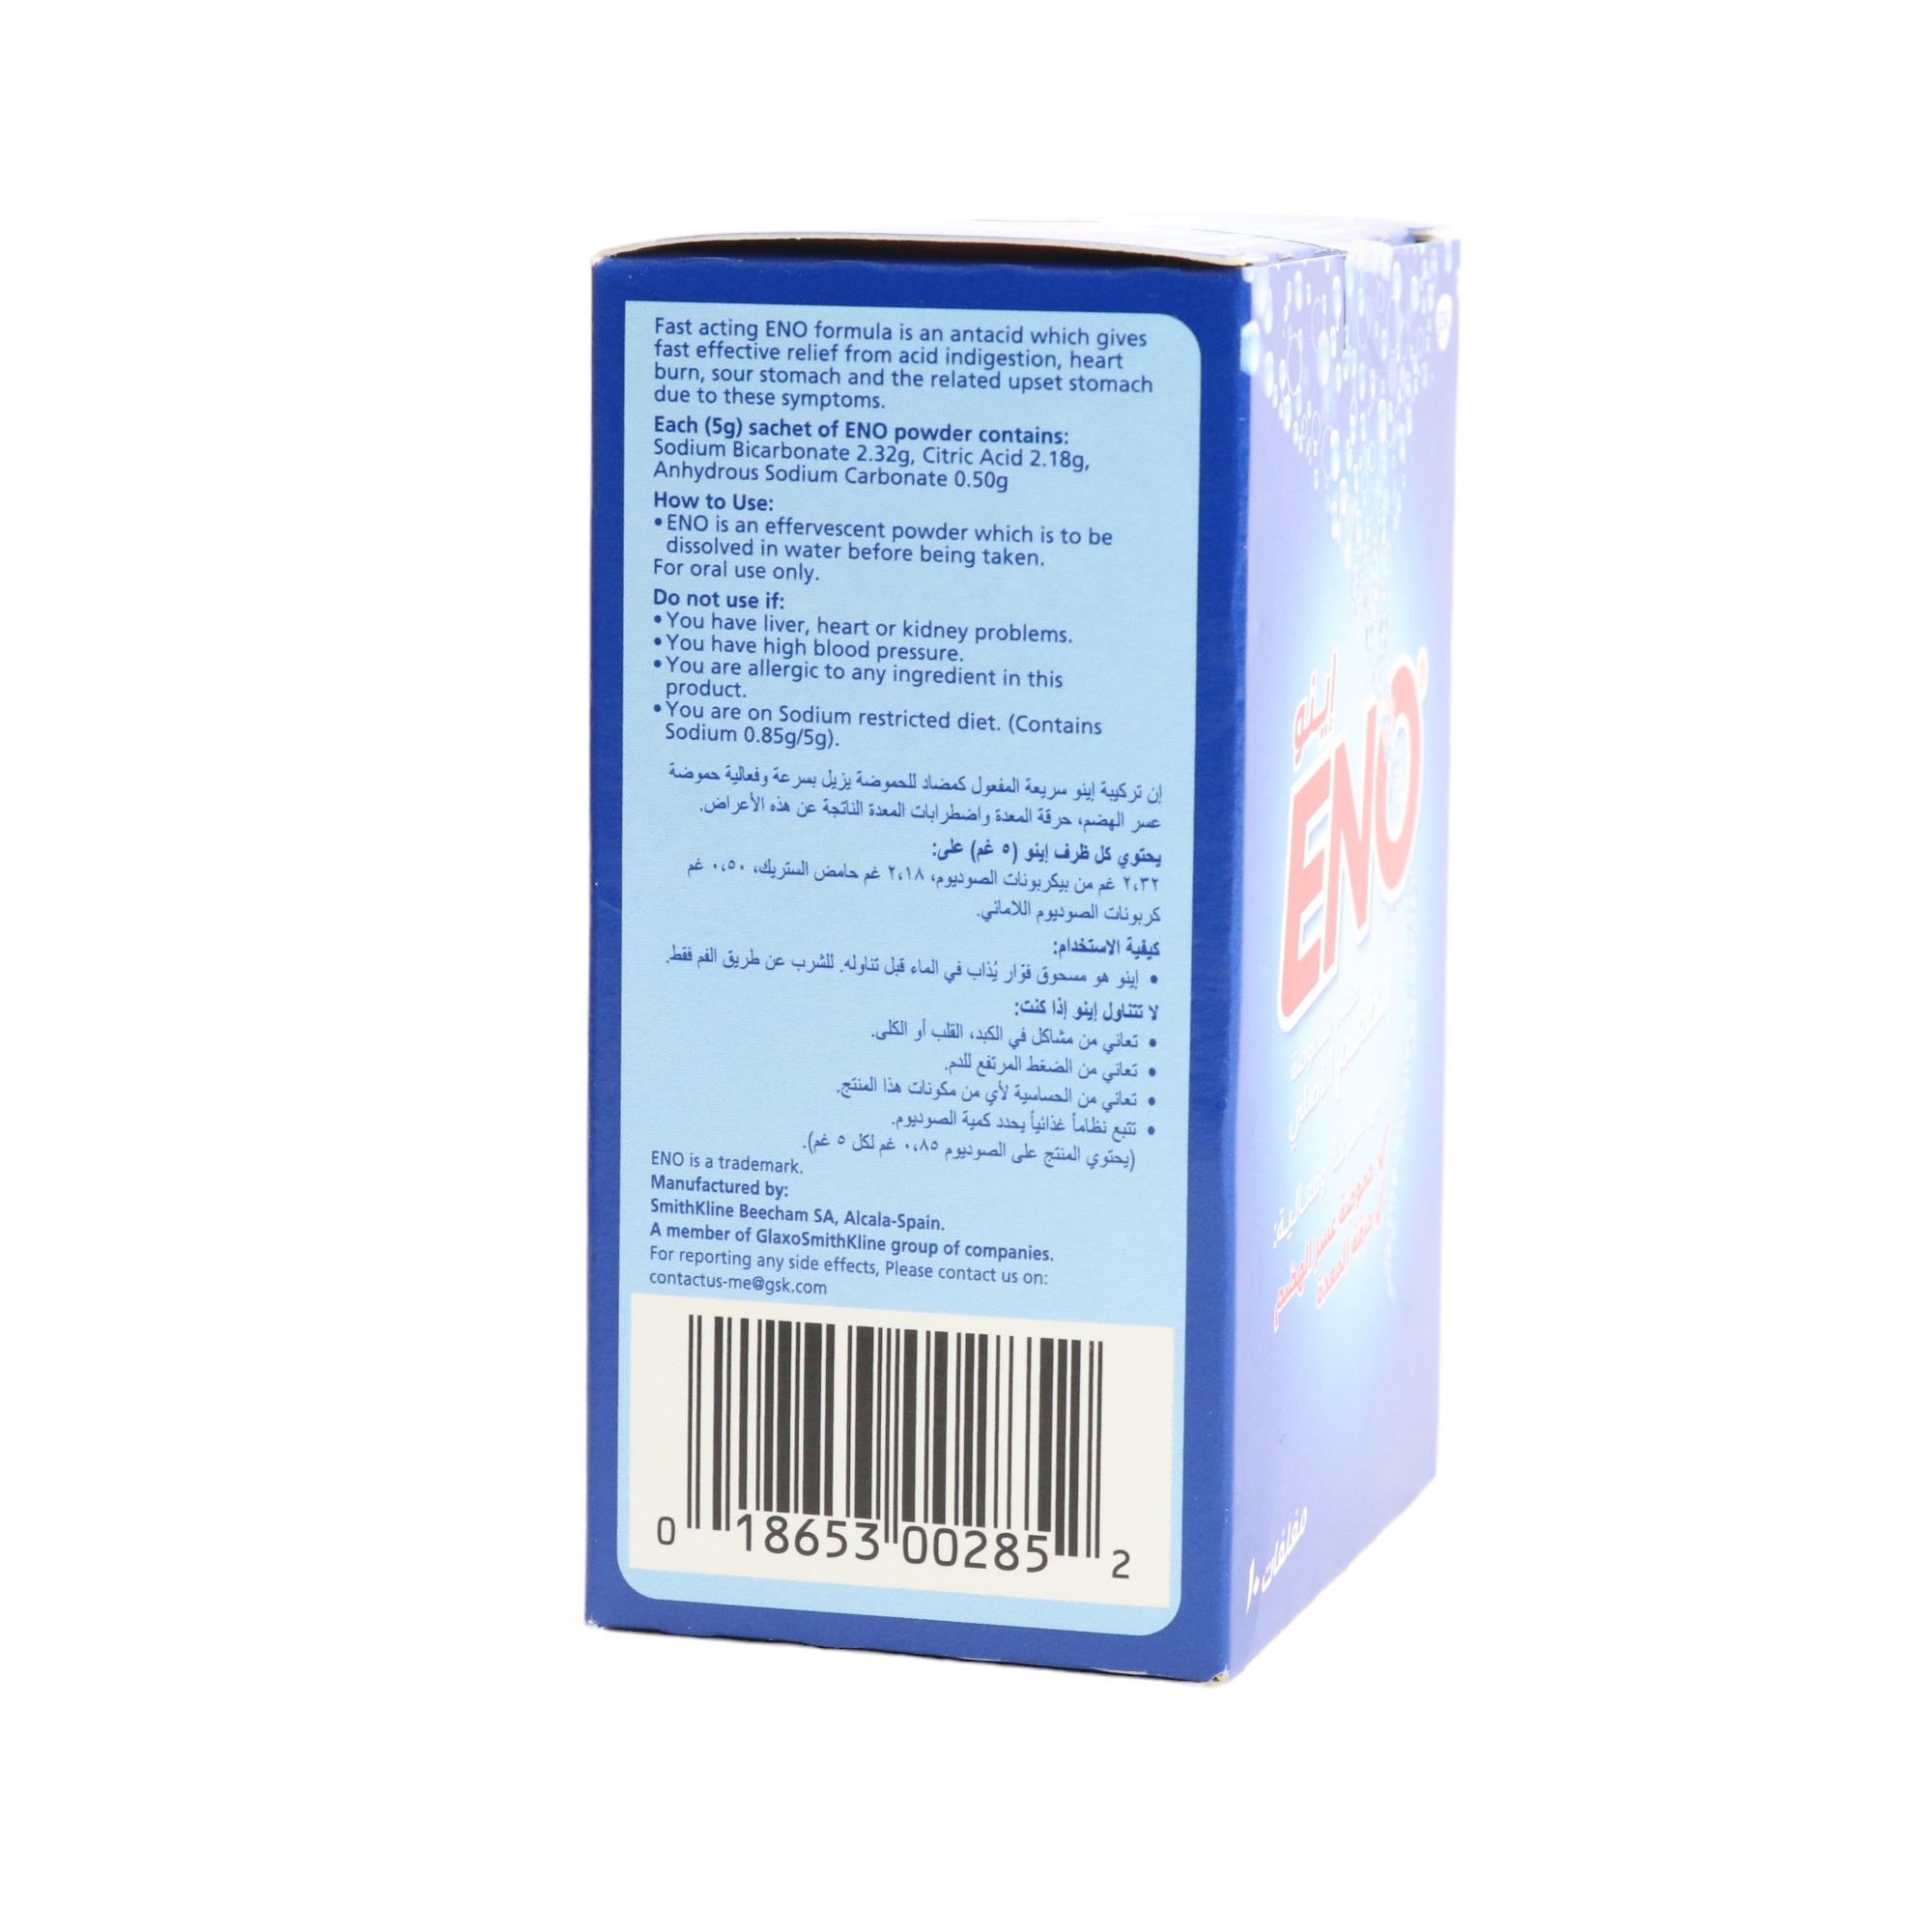 Fast acting ENO formula is an antacid which gives
fast effective relief from acid indigestion, heart
burn, sour stomach and the related upset stomach
due to these symptoms.
Each (5g) sachet of ENO powder contains:
Sodium Bicarbonate 2.32g, Citric Acid 2.18g,
Anhydrous Sodium Carbonate 0.50g
How to Use:
• ENO is an effervescent powder which is to be
dissolved in water before being taken.
For oral use only.
Do not use if:
• You have liver, heart or kidney problems.
• You have high blood pressure.
• You are allergic to any ingredient in this
product.
• You are on Sodium restricted diet. (Contains
Sodium 0.85g/5g).
إن تركيبة إينو سريعة المفعول كمضاد للحموضة يزيل بسرعة وفعالية حموضة
عسر الهضم، حرقة المعدة واضطرابات المعدة الناتجة عن هذه الأعراض.
يحتوي كل ظرف إينو (٥ غم) على:
٢،٣٢ غم من بيكربونات الصوديوم، ٢،١٨ غم حامض الستريك، ٠،٥٠ غم
كربونات الصوديوم اللامائي.
كيفية الاستخدام:
• إينو هو مسحوق فوّار يُذاب في الماء قبل تناوله. للشرب عن طريق الفم فقط.
لا تتناول إينو إذا كنت:
• تعاني من مشاكل في الكبد، القلب أو الكلى.
• تعاني من الضغط المرتفع للدم.
• تعاني من الحساسية لأي من مكونات هذا المنتج.
• تتبع نظاماً غذائياً يحدد كمية الصوديوم.
(يحتوي المنتج على الصوديوم ٠،٨٥ غم لكل ٥ غم).
ENO is a trademark.
Manufactured by:
SmithKline Beecham SA, Alcala-Spain.
A member of GlaxoSmithKline group of companies.
For reporting any side effects, Please contact us on:
contactus-me@gsk.com
0 18653 00285 2
إينو
ENO®
وفعالية:
✓ حموضة عسر الهضم
✓ حرقة المعدة
١٠ مغلفات